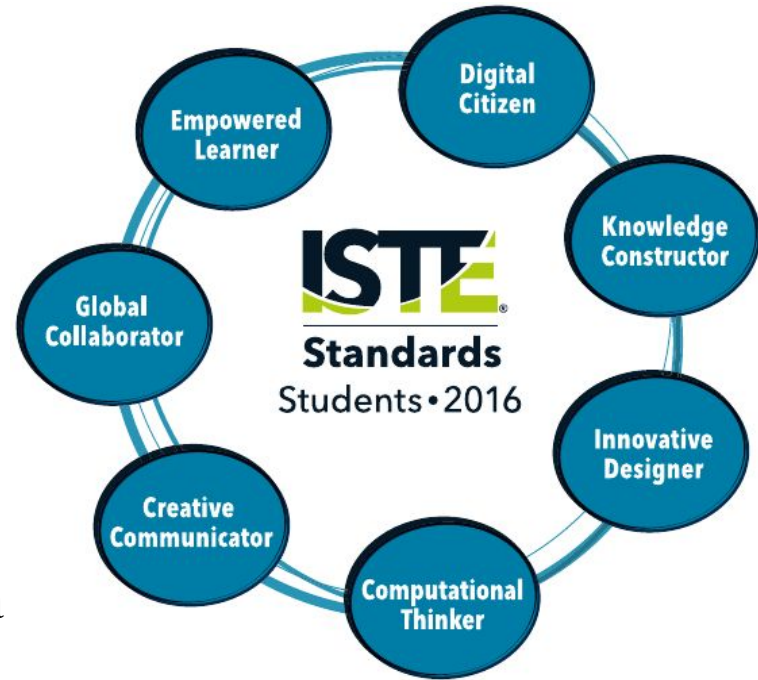 Digital
Citizen
Empowered
Learner
Knowledge
Constructor
ISTE®
Standards
Students • 2016
Global
Collaborator
Innovative
Designer
Creative
Communicator
Computational
Thinker